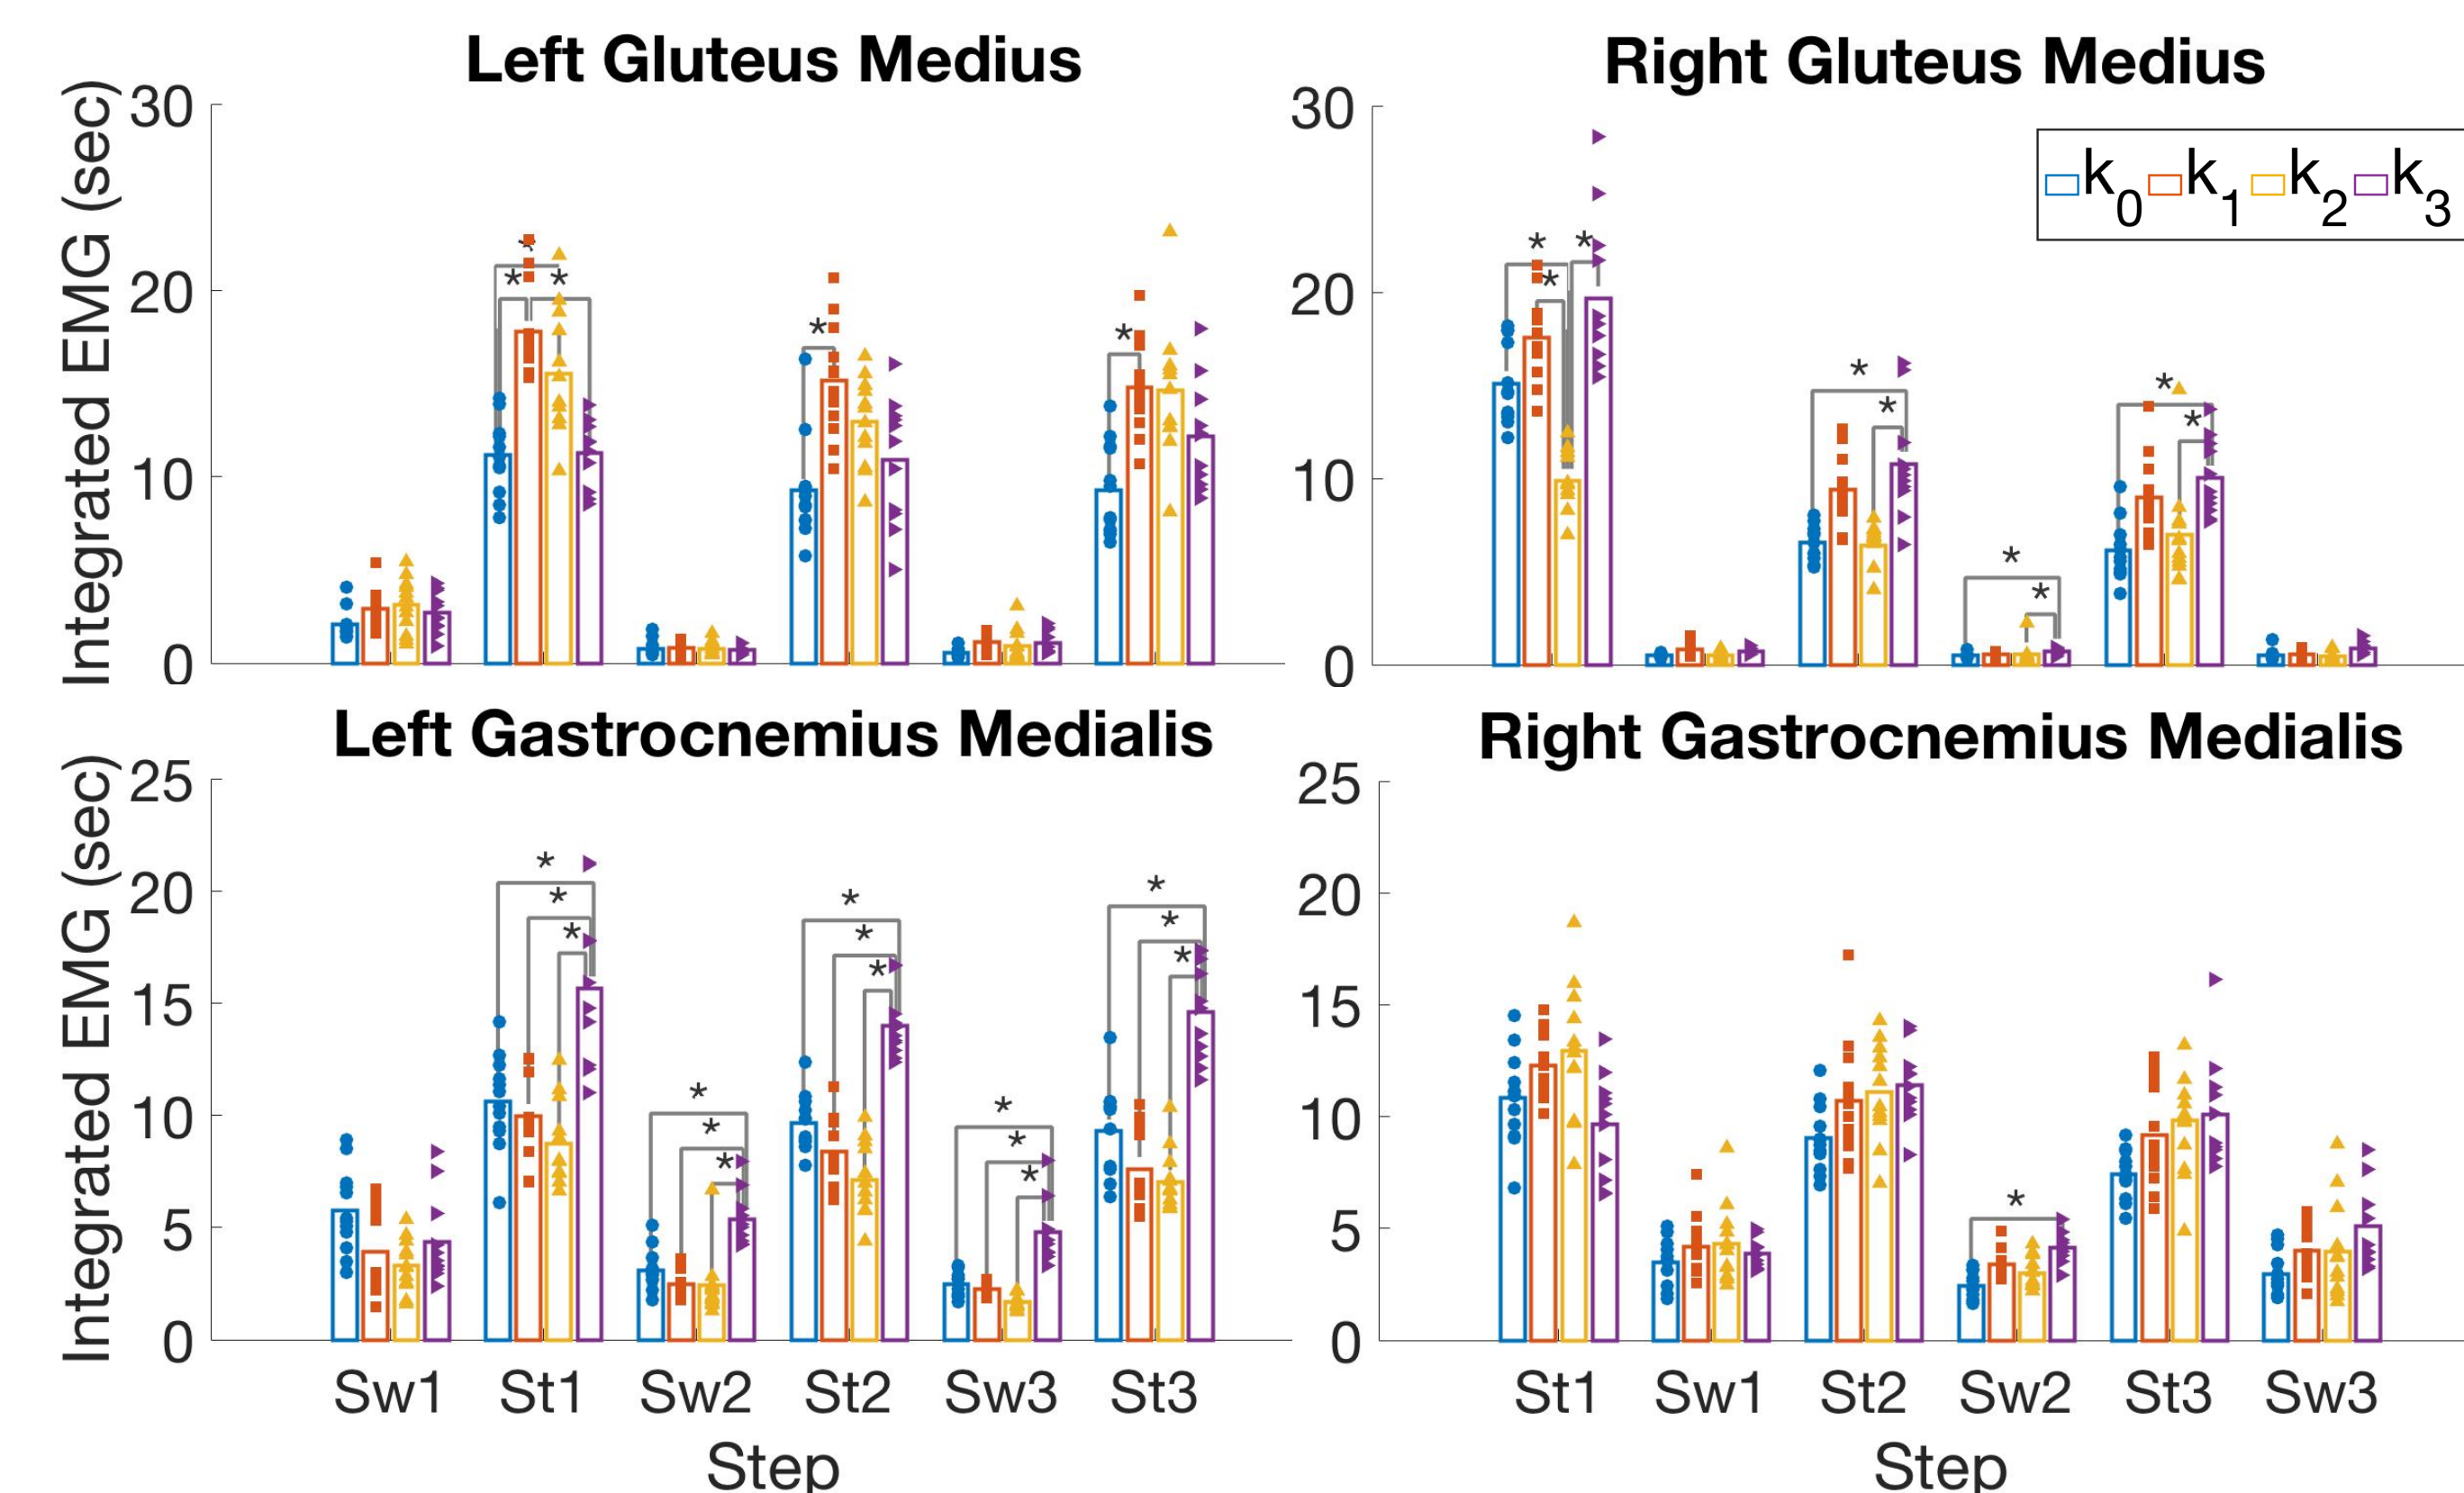 Left Gluteus Medius
Right Gluteus Medius
Integrated EMG (sec)
30
20
10
0
30
20
10
0
k0 k1 k2 k3
* * *
*
*
* * *
* *
* *
* *
Left Gastrocnemius Medialis
Right Gastrocnemius Medialis
Integrated EMG (sec)
25
20
15
10
5
0
25
20
15
10
5
0
* * *
* * *
* * *
* * *
* * *
*
Sw1 St1 Sw2 St2 Sw3 St3
St1 Sw1 St2 Sw2 St3 Sw3
Step
Step